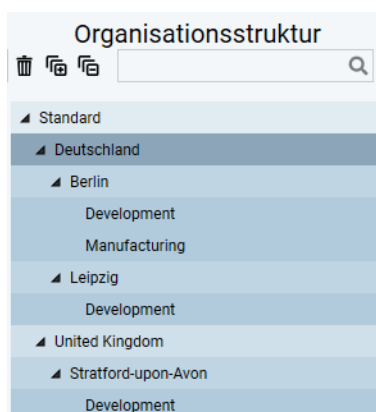 Organisationsstruktur
Standard
Deutschland
Berlin
Development
Manufacturing
Leipzig
Development
United Kingdom
Stratford-upon-Avon
Development